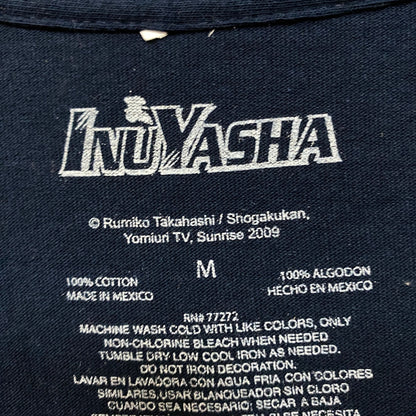 INUYASHA
© Rumiko Takahashi / Shogakukan,
Yomiuri TV, Sunrise 2009
M
100% COTTON
MADE IN MEXICO
100% ALGODON
HECHO EN MEXICO
RN# 77272
MACHINE WASH COLD WITH LIKE COLORS, ONLY
NON-CHLORINE BLEACH WHEN NEEDED
TUMBLE DRY LOW COOL IRON AS NEEDED.
DO NOT IRON DECORATION.
LAVAR EN LAVADORA CON AGUA FRIA CON COLORES
SIMILARES, USAR BLANQUEADOR SIN CLORO
CUANDO SEA NECESARIO; SECAR A BAJA
SE NECESITA